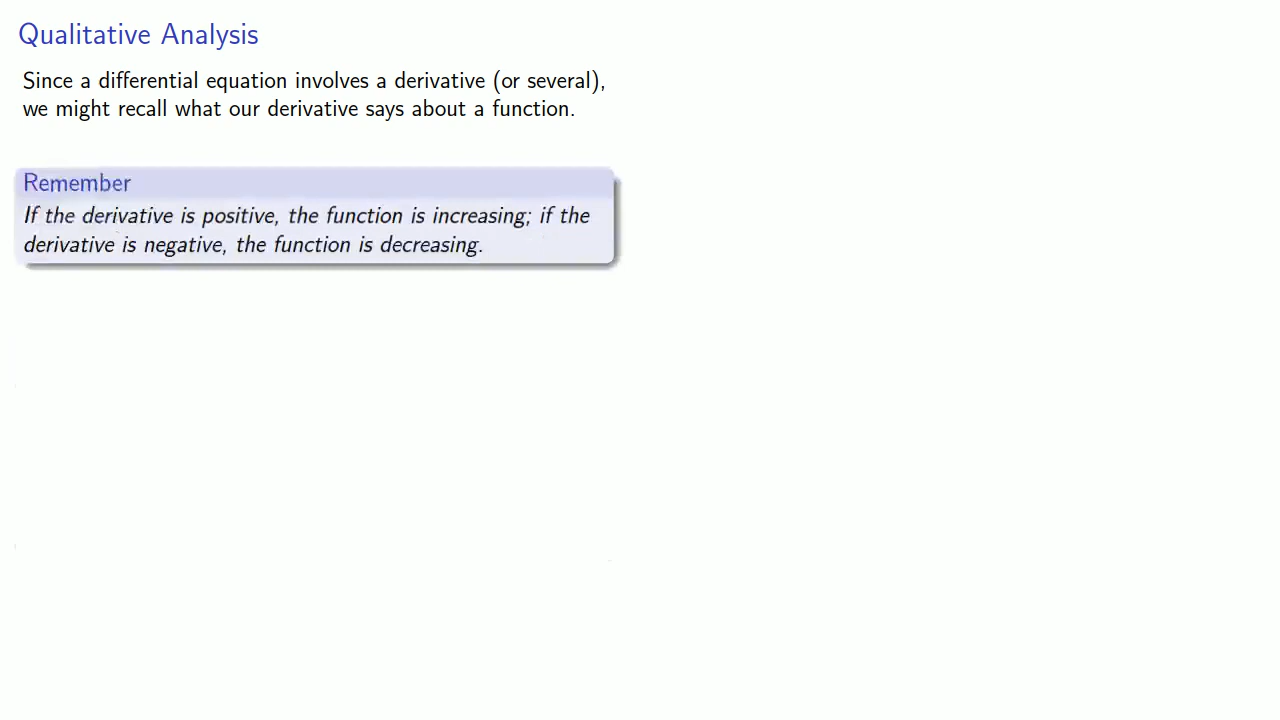 Qualitative Analysis
Since a differential equation involves a derivative (or several),
we might recall what our derivative says about a function.
Remember
If the derivative is positive, the function is increasing; if the
derivative is negative, the function is decreasing.